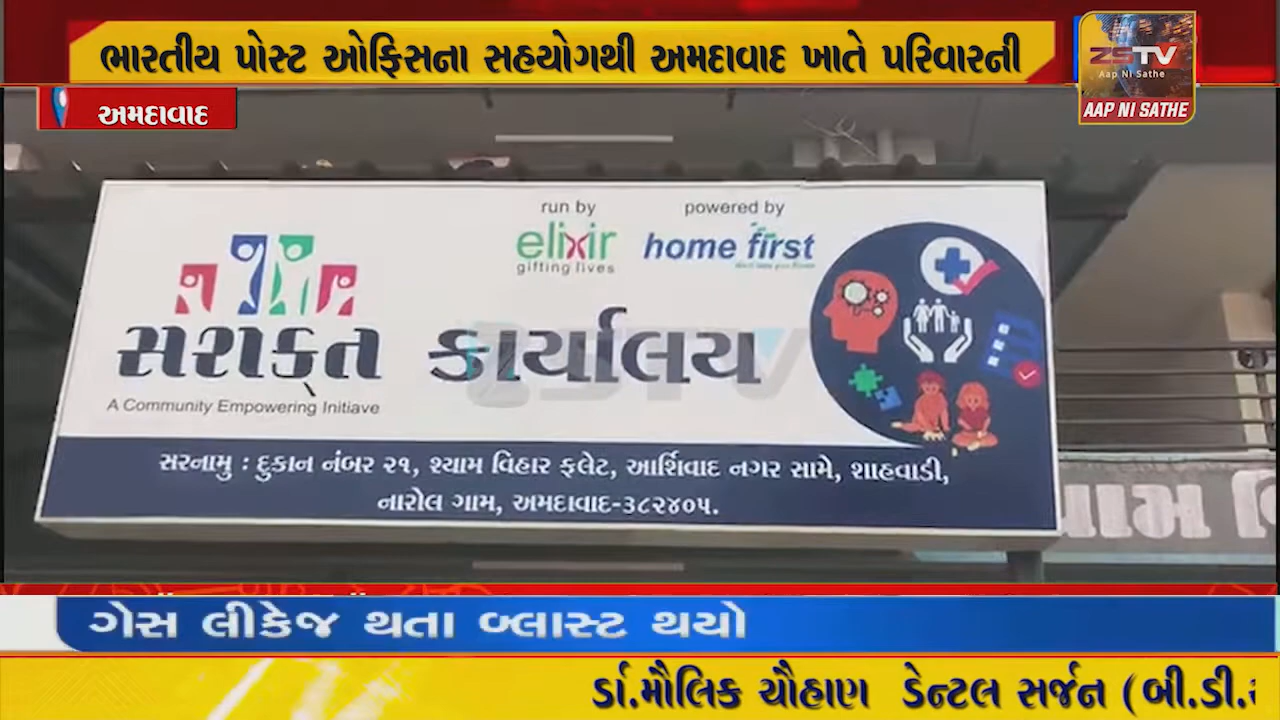 ભારતીય પોસ્ટ ઓફિસના સહયોગથી અમદાવાદ ખાતે પરિવારની
ZSTV
Aap Ni Sathe
AAP NI SATHE
અમદાવાદ
run by
elixir
gifting lives
powered by
home first
સશક્ત કાર્યાલય
A Community Empowering Initiave
ZSTV
સરનામુ : દુકાન નંબર ૨૧, શ્યામ વિહાર ફલેટ, આર્શિવાદ નગર સામે, શાહવાડી,
નારોલ ગામ, અમદાવાદ-૩૮૨૪૦૫.
ગેસ લીકેજ થતા બ્લાસ્ટ થયો
ર્ડા.મૌલિક ચૌહાણ ડેન્ટલ સર્જન (બી.ડી.